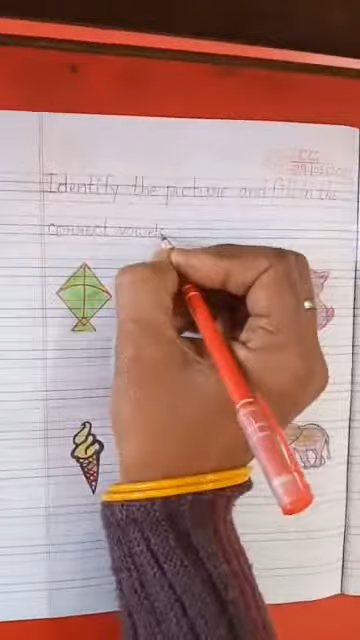 C.C.
Identify the picture and fill in the
correct vowels